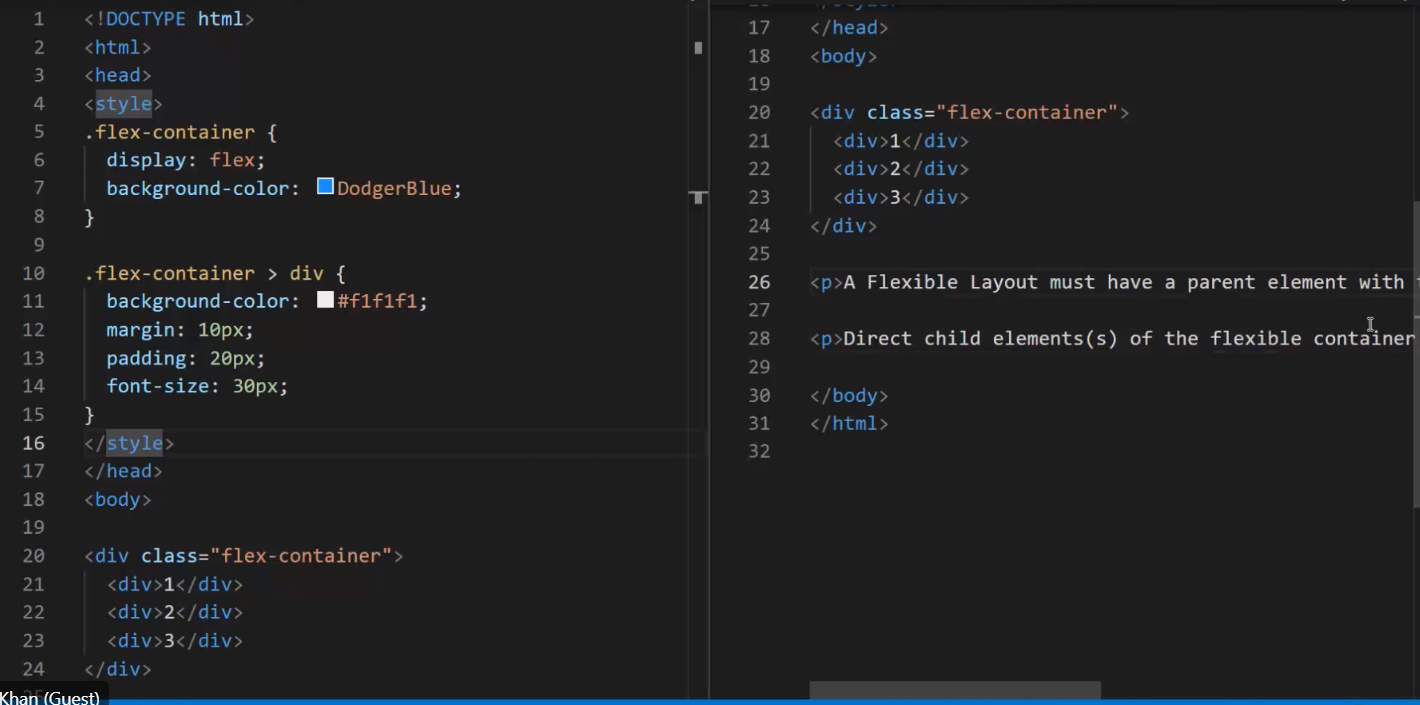 1 <!DOCTYPE html>
2 <html>
3 <head>
4 <style>
5 .flex-container {
6 display: flex;
7 background-color: DodgerBlue;
8 }
9
10 .flex-container > div {
11 background-color: #f1f1f1;
12 margin: 10px;
13 padding: 20px;
14 font-size: 30px;
15 }
16 </style>
17 </head>
18 <body>
19
20 <div class="flex-container">
21 <div>1</div>
22 <div>2</div>
23 <div>3</div>
24 </div>
Khan (Guest)
17 </head>
18 <body>
19
20 <div class="flex-container">
21 <div>1</div>
22 <div>2</div>
23 <div>3</div>
24 </div>
25
26 <p>A Flexible Layout must have a parent element with
27
28 <p>Direct child elements(s) of the flexible container
29
30 </body>
31 </html>
32